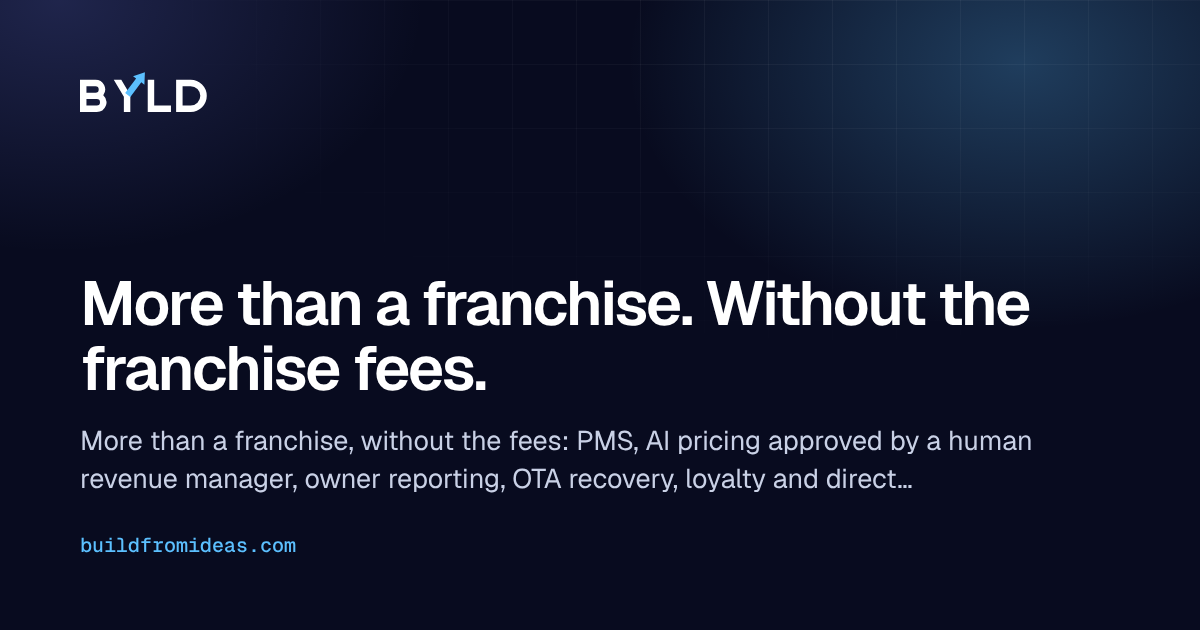 BYLD
More than a franchise. Without the
franchise fees.
More than a franchise, without the fees: PMS, AI pricing approved by a human
revenue manager, owner reporting, OTA recovery, loyalty and direct…
buildfromideas.com